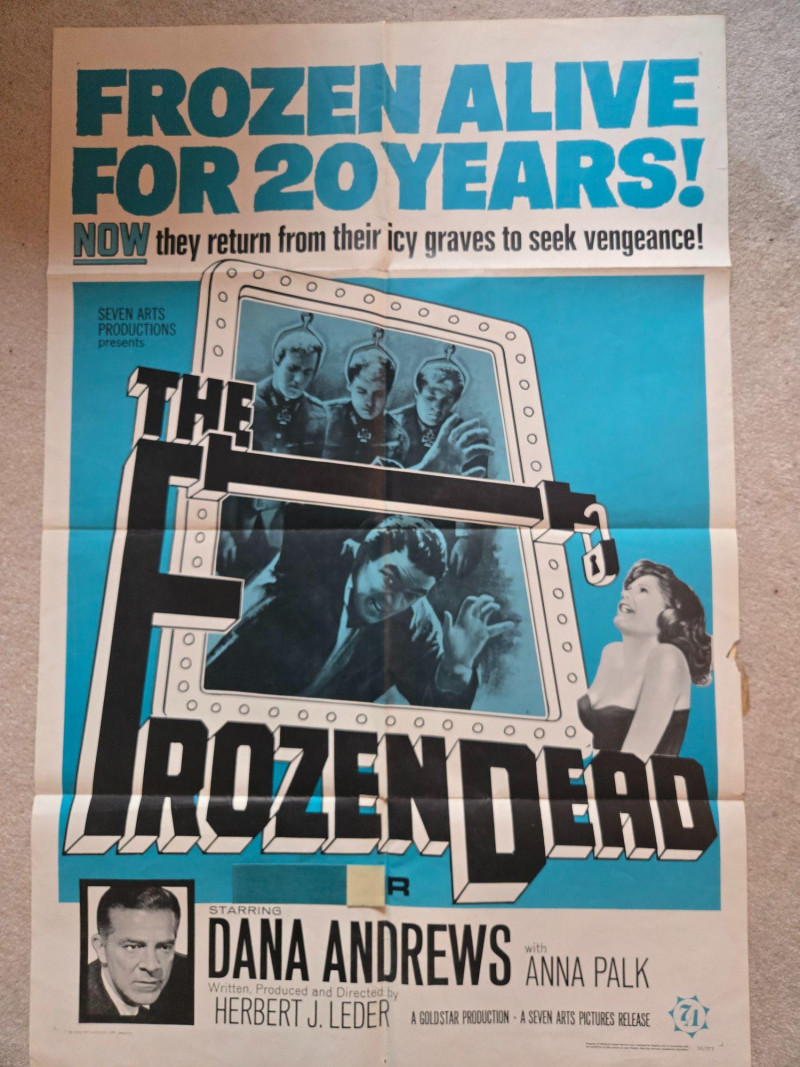 FROZEN ALIVE
FOR 20 YEARS!
NOW they return from their icy graves to seek vengeance!
SEVEN ARTS
PRODUCTIONS
presents
THE
FROZEN DEAD
R
STARRING
DANA ANDREWS with ANNA PALK
Written, Produced and Directed by
HERBERT J. LEDER
A GOLDSTAR PRODUCTION - A SEVEN ARTS PICTURES RELEASE
7A